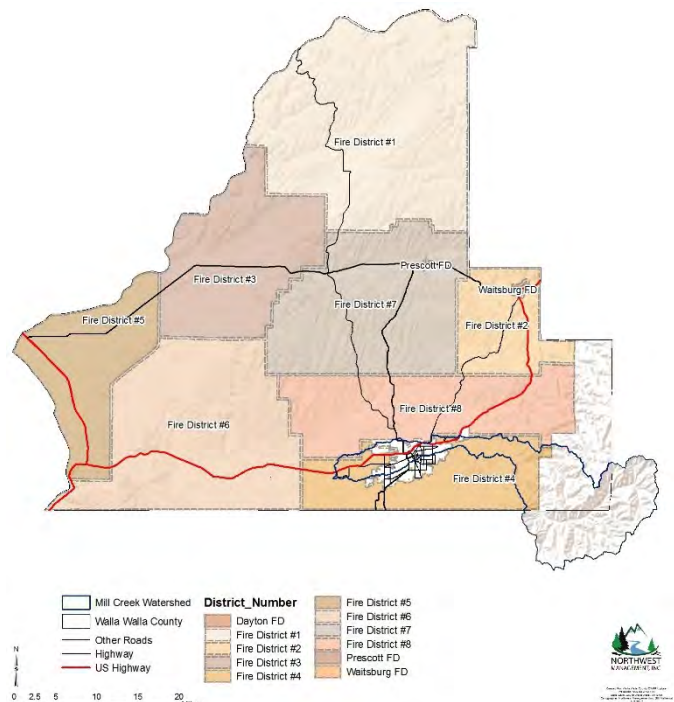 Fire District #1
Fire District #3
Prescott FD
Fire District #7
Waitsburg FD
Fire District #5
Fire District #2
Fire District #6
Fire District #8
Fire District #4
Mill Creek Watershed
Walla Walla County
Other Roads
Highway
US Highway
District_Number
Dayton FD
Fire District #1
Fire District #2
Fire District #3
Fire District #4
Fire District #5
Fire District #6
Fire District #7
Fire District #8
Prescott FD
Waitsburg FD
N
0 2.5 5 10 15 20
NORTHWEST
MANAGEMENT, INC.